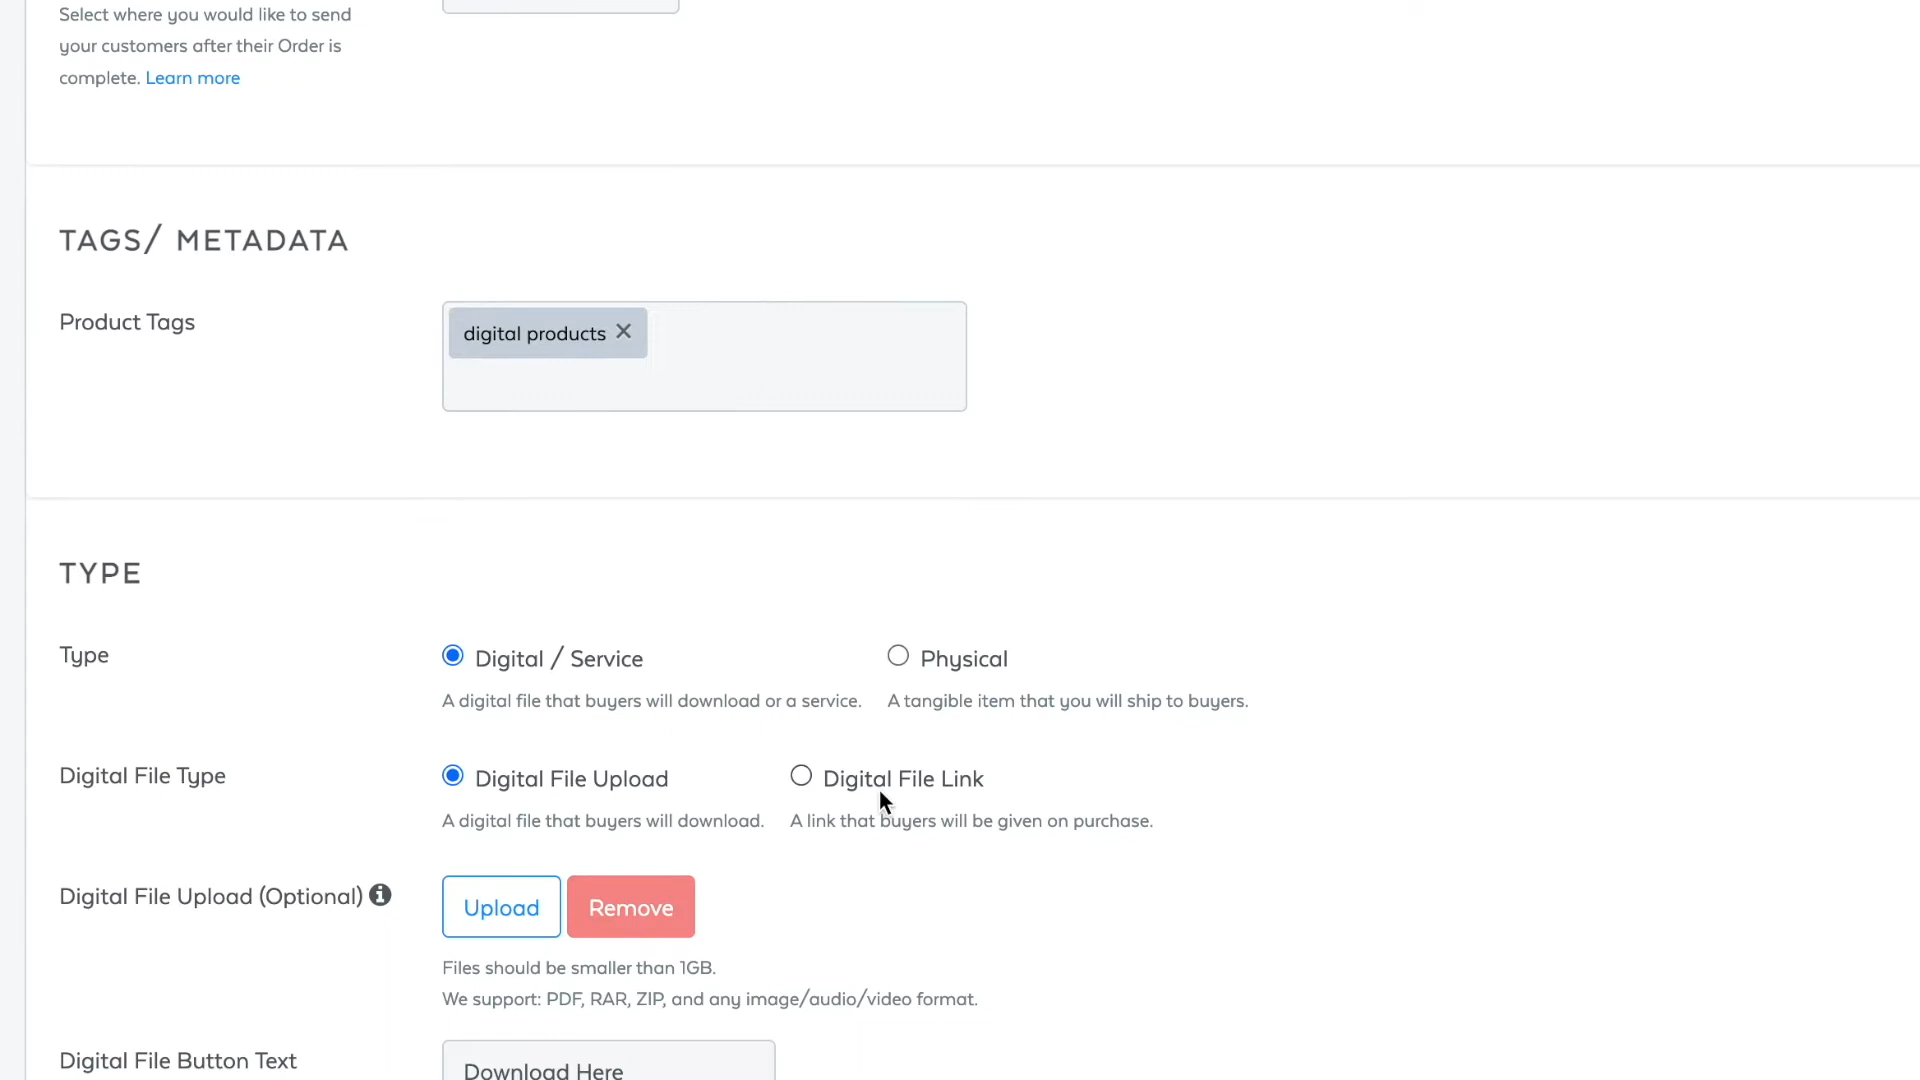 Select where you would like to send
your customers after their Order is
complete. Learn more
TAGS/ METADATA
Product Tags
digital products ✕
TYPE
Type
Digital / Service
Physical
A digital file that buyers will download or a service.
A tangible item that you will ship to buyers.
Digital File Type
Digital File Upload
Digital File Link
A digital file that buyers will download.
A link that buyers will be given on purchase.
Digital File Upload (Optional)
Upload
Remove
Files should be smaller than 1GB.
We support: PDF, RAR, ZIP, and any image/audio/video format.
Digital File Button Text
Download Here